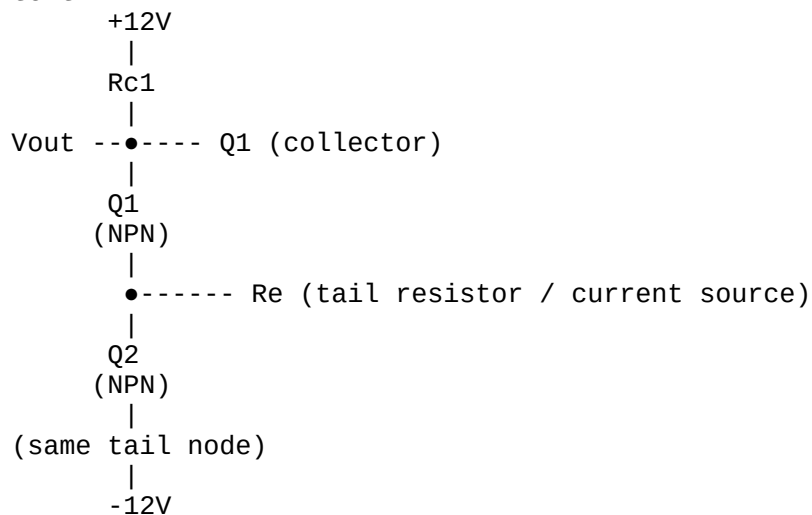 +12V
|
Rc1
|
Vout --●---- Q1 (collector)
|
Q1
(NPN)
|
●------ Re (tail resistor / current source)
|
Q2
(NPN)
|
(same tail node)
|
-12V